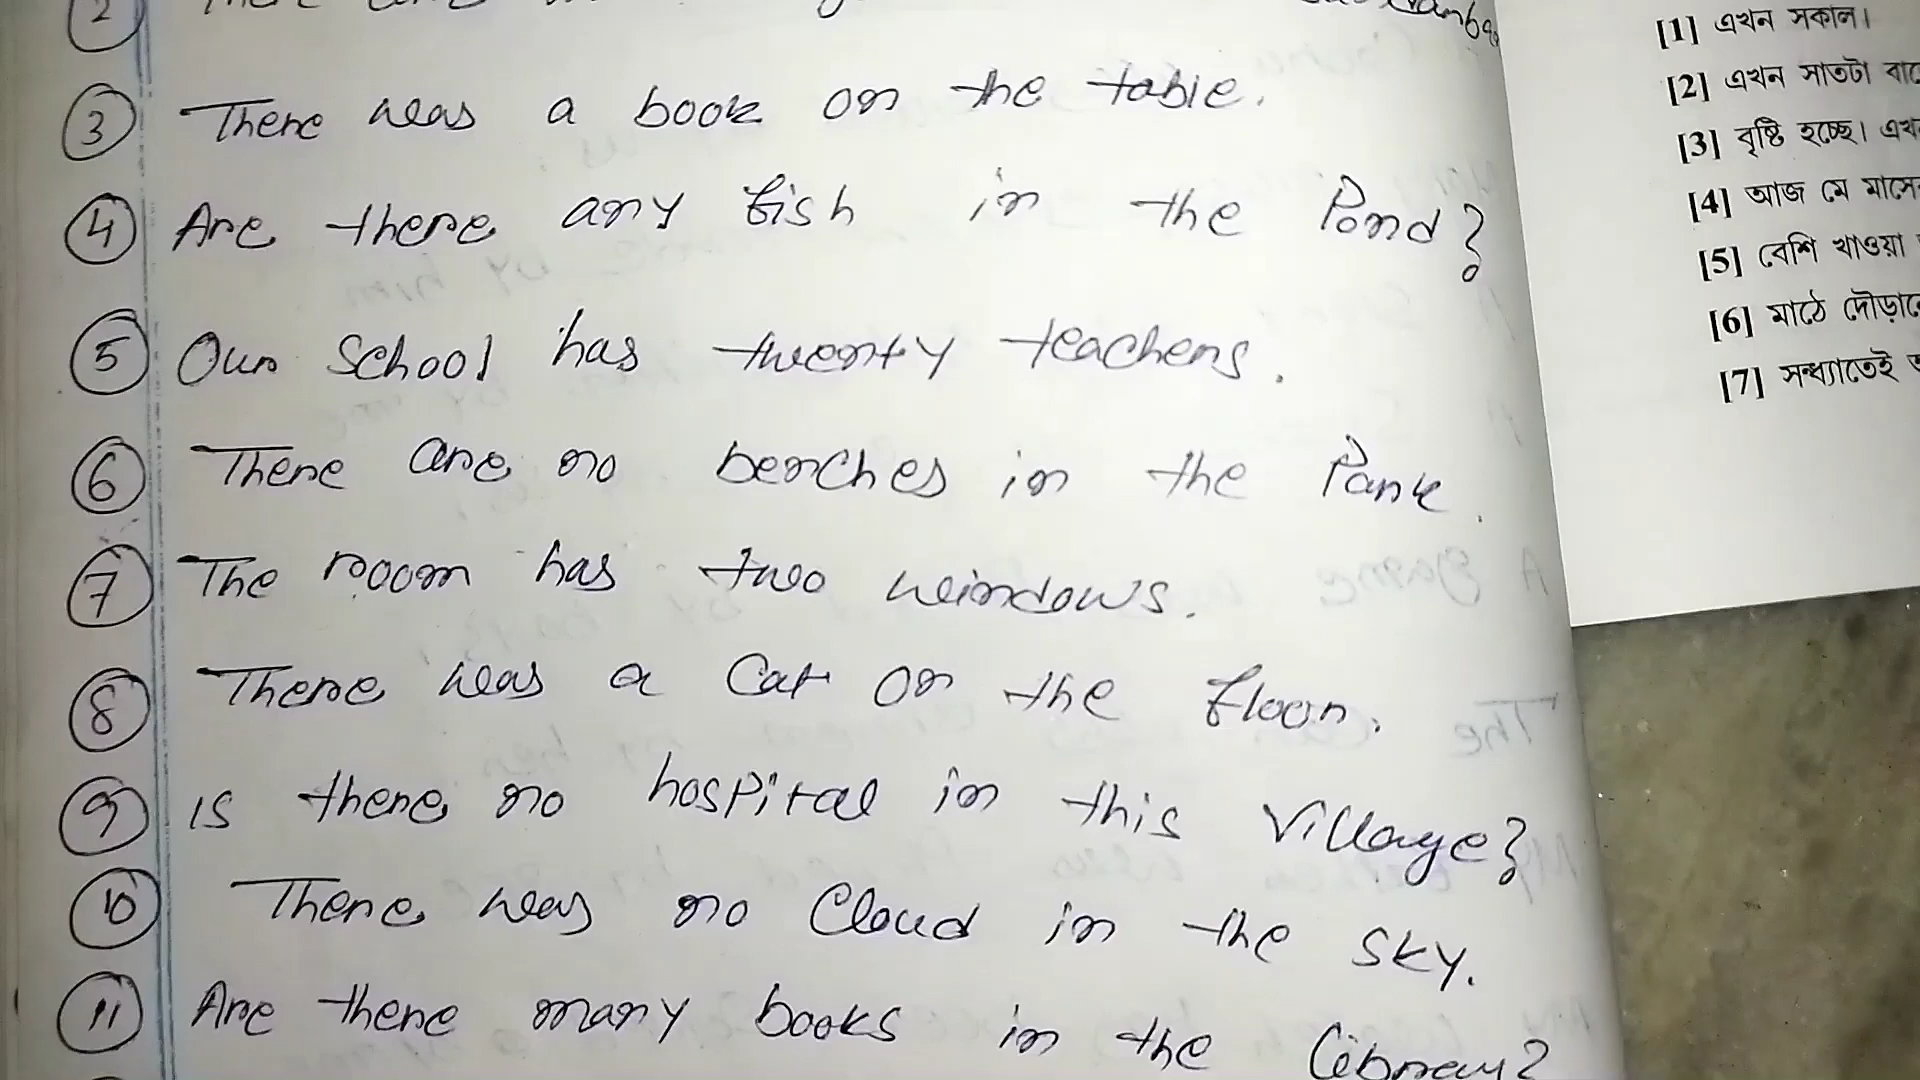 2
3 There was a book on the table.
4 Are there any fish in the Pond?
5 Our School has twenty teachers.
6 There are no benches in the Park.
7 The room has two windows.
8 There was a Cat on the floor.
9 is there no hospital in this Village?
10 There was no Cloud in the sky.
11 Are there many books in the library?
[1] এখন সকাল।
[2] এখন সাতটা
[3] বৃষ্টি হচ্ছে।
[4] আজ মে
[5] বেশি খাওয়া
[6] মাঠে
[7] সন্ধ্যাতেই